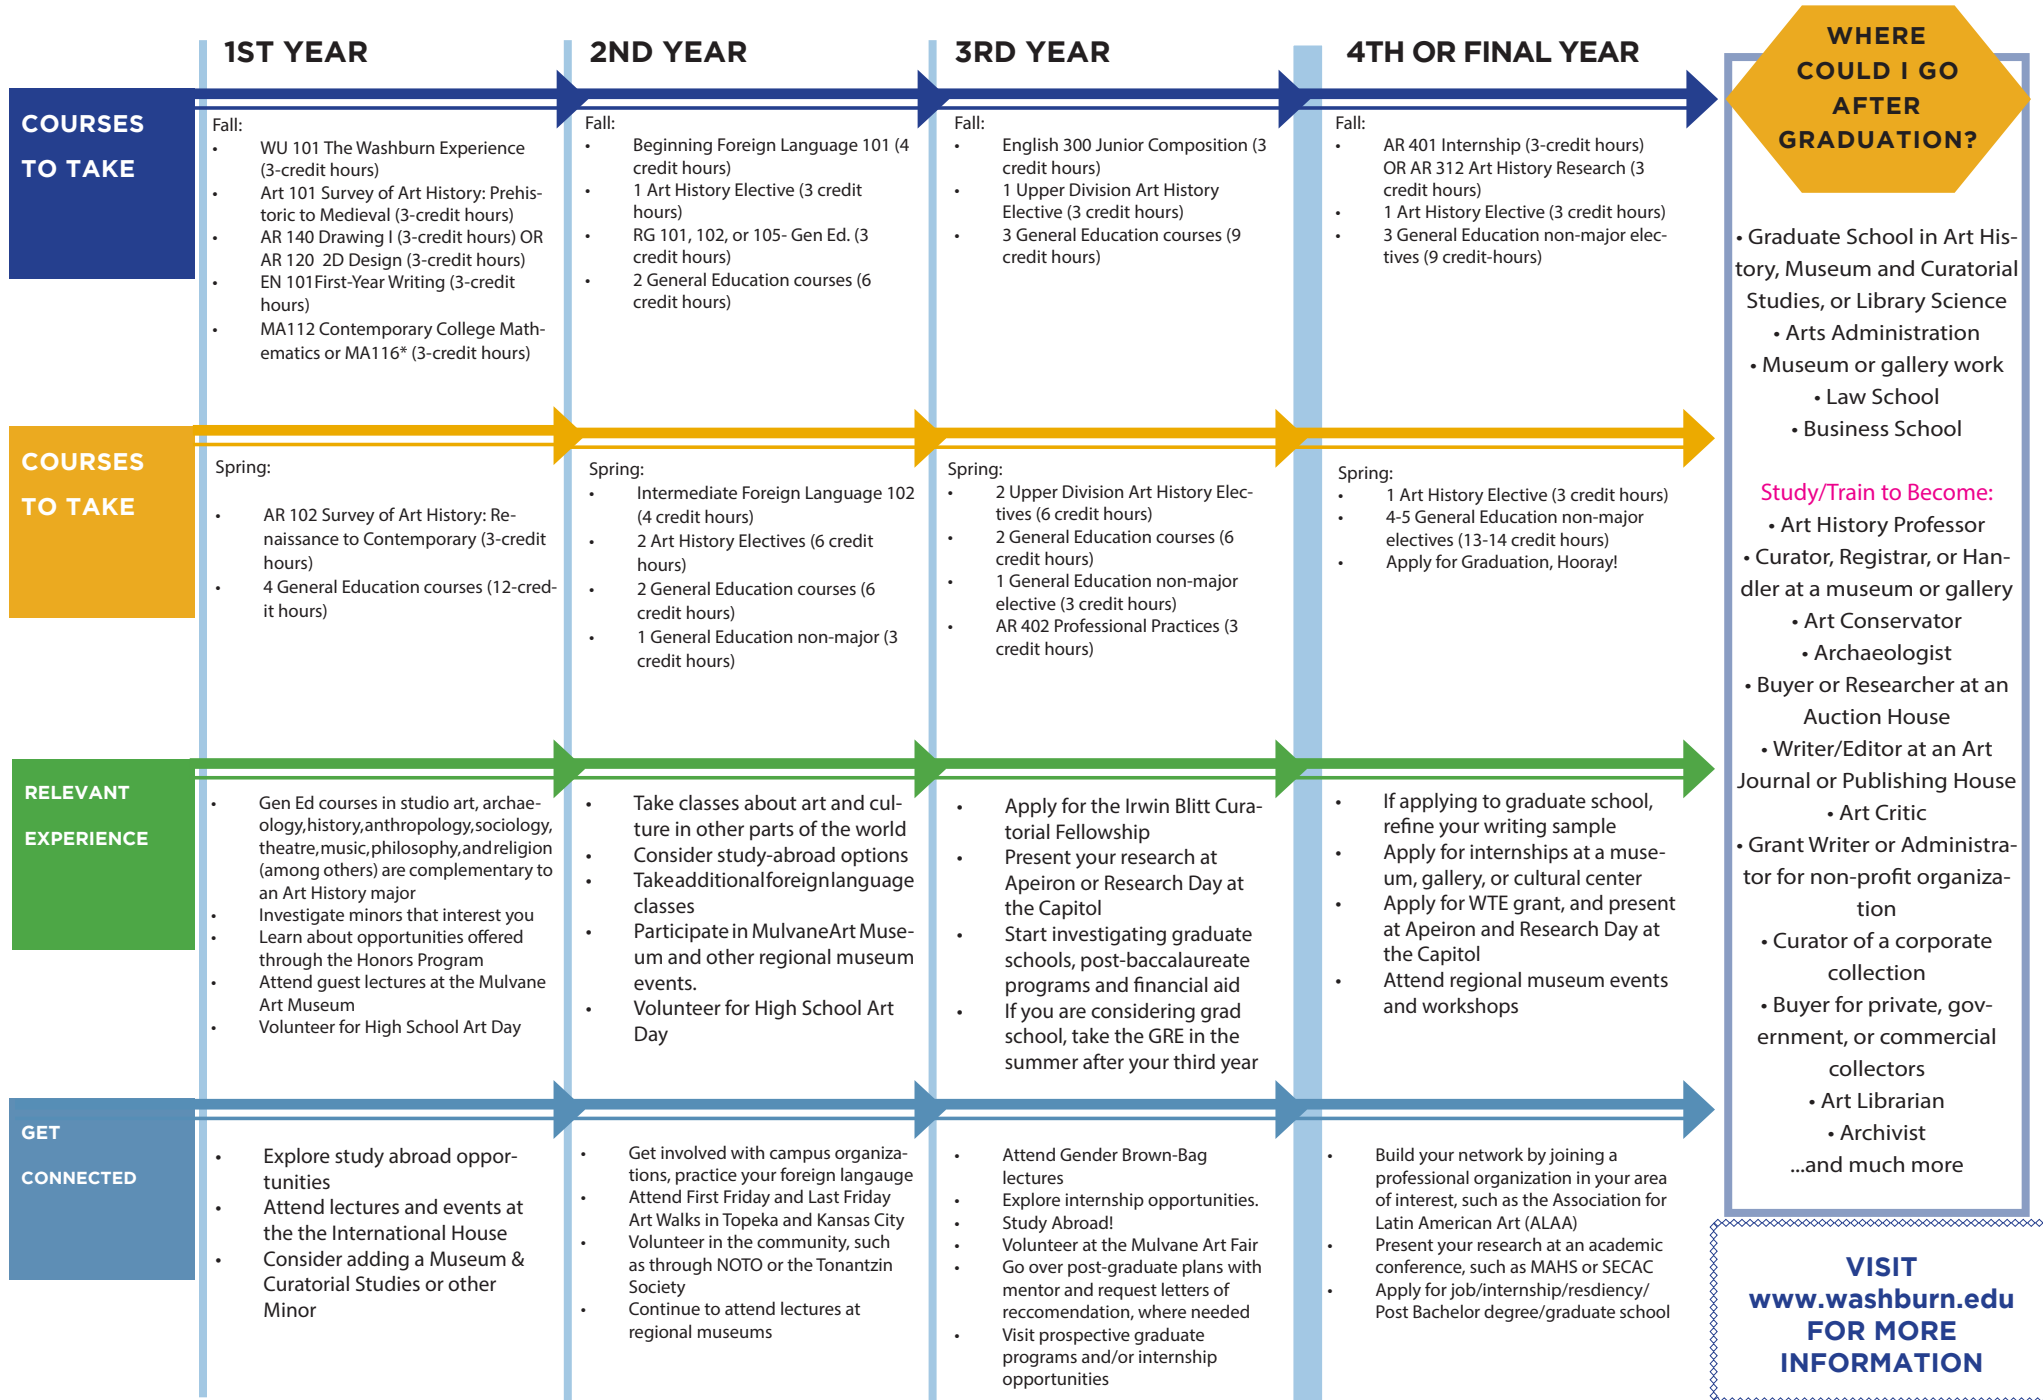 1ST YEAR
2ND YEAR
3RD YEAR
4TH OR FINAL YEAR
COURSES
TO TAKE
Fall:
• WU 101 The Washburn Experience
(3-credit hours)
• Art 101 Survey of Art History: Prehis-
toric to Medieval (3-credit hours)
• AR 140 Drawing I (3-credit hours) OR
AR 120  2D Design (3-credit hours)
• EN 101First-Year Writing (3-credit
hours)
• MA112 Contemporary College Math-
ematics or MA116* (3-credit hours)
Fall:
• Beginning Foreign Language 101 (4
credit hours)
• 1 Art History Elective (3 credit
hours)
• RG 101, 102, or 105- Gen Ed. (3
credit hours)
• 2 General Education courses (6
credit hours)
Fall:
• English 300 Junior Composition (3
credit hours)
• 1 Upper Division Art History
Elective (3 credit hours)
• 3 General Education courses (9
credit hours)
Fall:
• AR 401 Internship (3-credit hours)
OR AR 312 Art History Research (3
credit hours)
• 1 Art History Elective (3 credit hours)
• 3 General Education non-major elec-
tives (9 credit-hours)
COURSES
TO TAKE
Spring:
• AR 102 Survey of Art History: Re-
naissance to Contemporary (3-credit
hours)
• 4 General Education courses (12-cred-
it hours)
Spring:
• Intermediate Foreign Language 102
(4 credit hours)
• 2 Art History Electives (6 credit
hours)
• 2 General Education courses (6
credit hours)
• 1 General Education non-major (3
credit hours)
Spring:
• 2 Upper Division Art History Elec-
tives (6 credit hours)
• 2 General Education courses (6
credit hours)
• 1 General Education non-major
elective (3 credit hours)
• AR 402 Professional Practices (3
credit hours)
Spring:
• 1 Art History Elective (3 credit hours)
• 4-5 General Education non-major
electives (13-14 credit hours)
• Apply for Graduation, Hooray!
RELEVANT
EXPERIENCE
• Gen Ed courses in studio art, archae-
ology, history, anthropology, sociology,
theatre, music, philosophy, and religion
(among others) are complementary to
an Art History major
• Investigate minors that interest you
• Learn about opportunities offered
through the Honors Program
• Attend guest lectures at the Mulvane
Art Museum
• Volunteer for High School Art Day
• Take classes about art and cul-
ture in other parts of the world
• Consider study-abroad options
• Take additional foreign language
classes
• Participate in Mulvane Art Muse-
um and other regional museum
events.
• Volunteer for High School Art
Day
• Apply for the Irwin Blitt Cura-
torial Fellowship
• Present your research at
Apeiron or Research Day at
the Capitol
• Start investigating graduate
schools, post-baccalaureate
programs and financial aid
• If you are considering grad
school, take the GRE in the
summer after your third year
• If applying to graduate school,
refine your writing sample
• Apply for internships at a muse-
um, gallery, or cultural center
• Apply for WTE grant, and present
at Apeiron and Research Day at
the Capitol
• Attend regional museum events
and workshops
GET
CONNECTED
• Explore study abroad oppor-
tunities
• Attend lectures and events at
the the International House
• Consider adding a Museum &
Curatorial Studies or other
Minor
• Get involved with campus organiza-
tions, practice your foreign langauge
• Attend First Friday and Last Friday
Art Walks in Topeka and Kansas City
• Volunteer in the community, such
as through NOTO or the Tonantzin
Society
• Continue to attend lectures at
regional museums
• Attend Gender Brown-Bag
lectures
• Explore internship opportunities.
• Study Abroad!
• Volunteer at the Mulvane Art Fair
• Go over post-graduate plans with
mentor and request letters of
reccomendation, where needed
• Visit prospective graduate
programs and/or internship
opportunities
• Build your network by joining a
professional organization in your area
of interest, such as the Association for
Latin American Art (ALAA)
• Present your research at an academic
conference, such as MAHS or SECAC
• Apply for job/internship/resdiency/
Post Bachelor degree/graduate school
WHERE
COULD I GO
AFTER
GRADUATION?
• Graduate School in Art His-
tory, Museum and Curatorial
Studies, or Library Science
• Arts Administration
• Museum or gallery work
• Law School
• Business School
Study/Train to Become:
• Art History Professor
• Curator, Registrar, or Han-
dler at a museum or gallery
• Art Conservator
• Archaeologist
• Buyer or Researcher at an
Auction House
• Writer/Editor at an Art
Journal or Publishing House
• Art Critic
• Grant Writer or Administra-
tor for non-profit organiza-
tion
• Curator of a corporate
collection
• Buyer for private, gov-
ernment, or commercial
collectors
• Art Librarian
• Archivist
...and much more
VISIT
www.washburn.edu
FOR MORE
INFORMATION